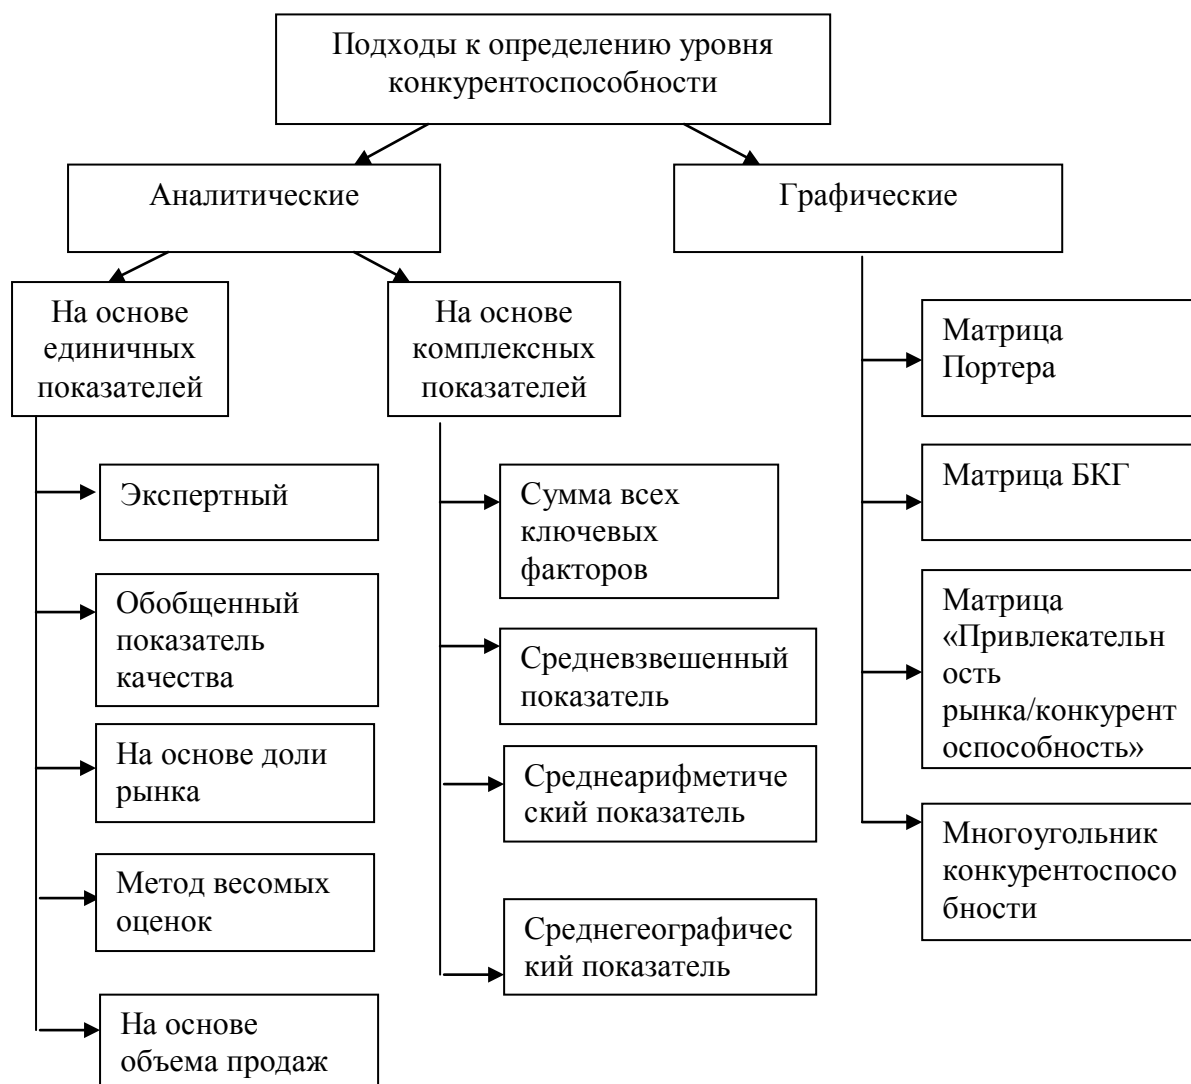 Подходы к определению уровня
конкурентоспособности
Аналитические
Графические
На основе
единичных
показателей
На основе
комплексных
показателей
Экспертный
Обобщенный
показатель
качества
На основе доли
рынка
Метод весомых
оценок
На основе
объема продаж
Сумма всех
ключевых
факторов
Средневзвешенный
показатель
Среднеарифметиче
ский показатель
Среднегеографичес
кий показатель
Матрица
Портера
Матрица БКГ
Матрица
«Привлекательн
ость
рынка/конкурент
оспособность»
Многоугольник
конкурентоспосо
бности